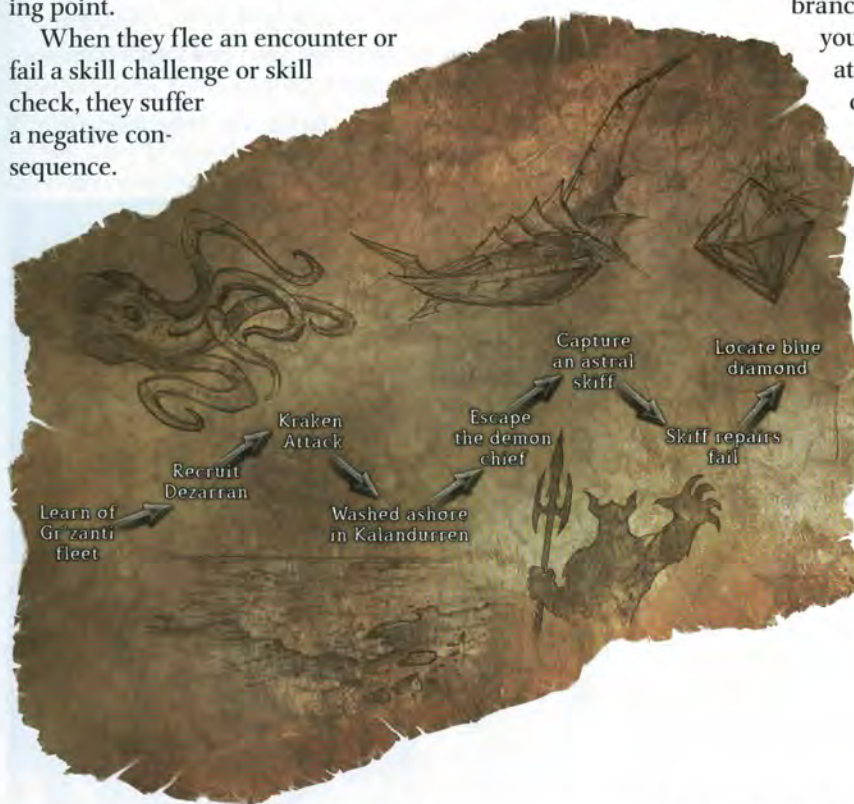 ing point.
When they flee an encounter or
fail a skill challenge or skill
check, they suffer
a negative con-
sequence.
branc
you
at
Learn of
Gr'zanti
fleet
Recruit
Dezarran
Kraken
Attack
Washed ashore
in Kalandurren
Escape
the demon
chief
Capture
an astral
skiff
Skiff repairs
fail
Locate blue
diamond